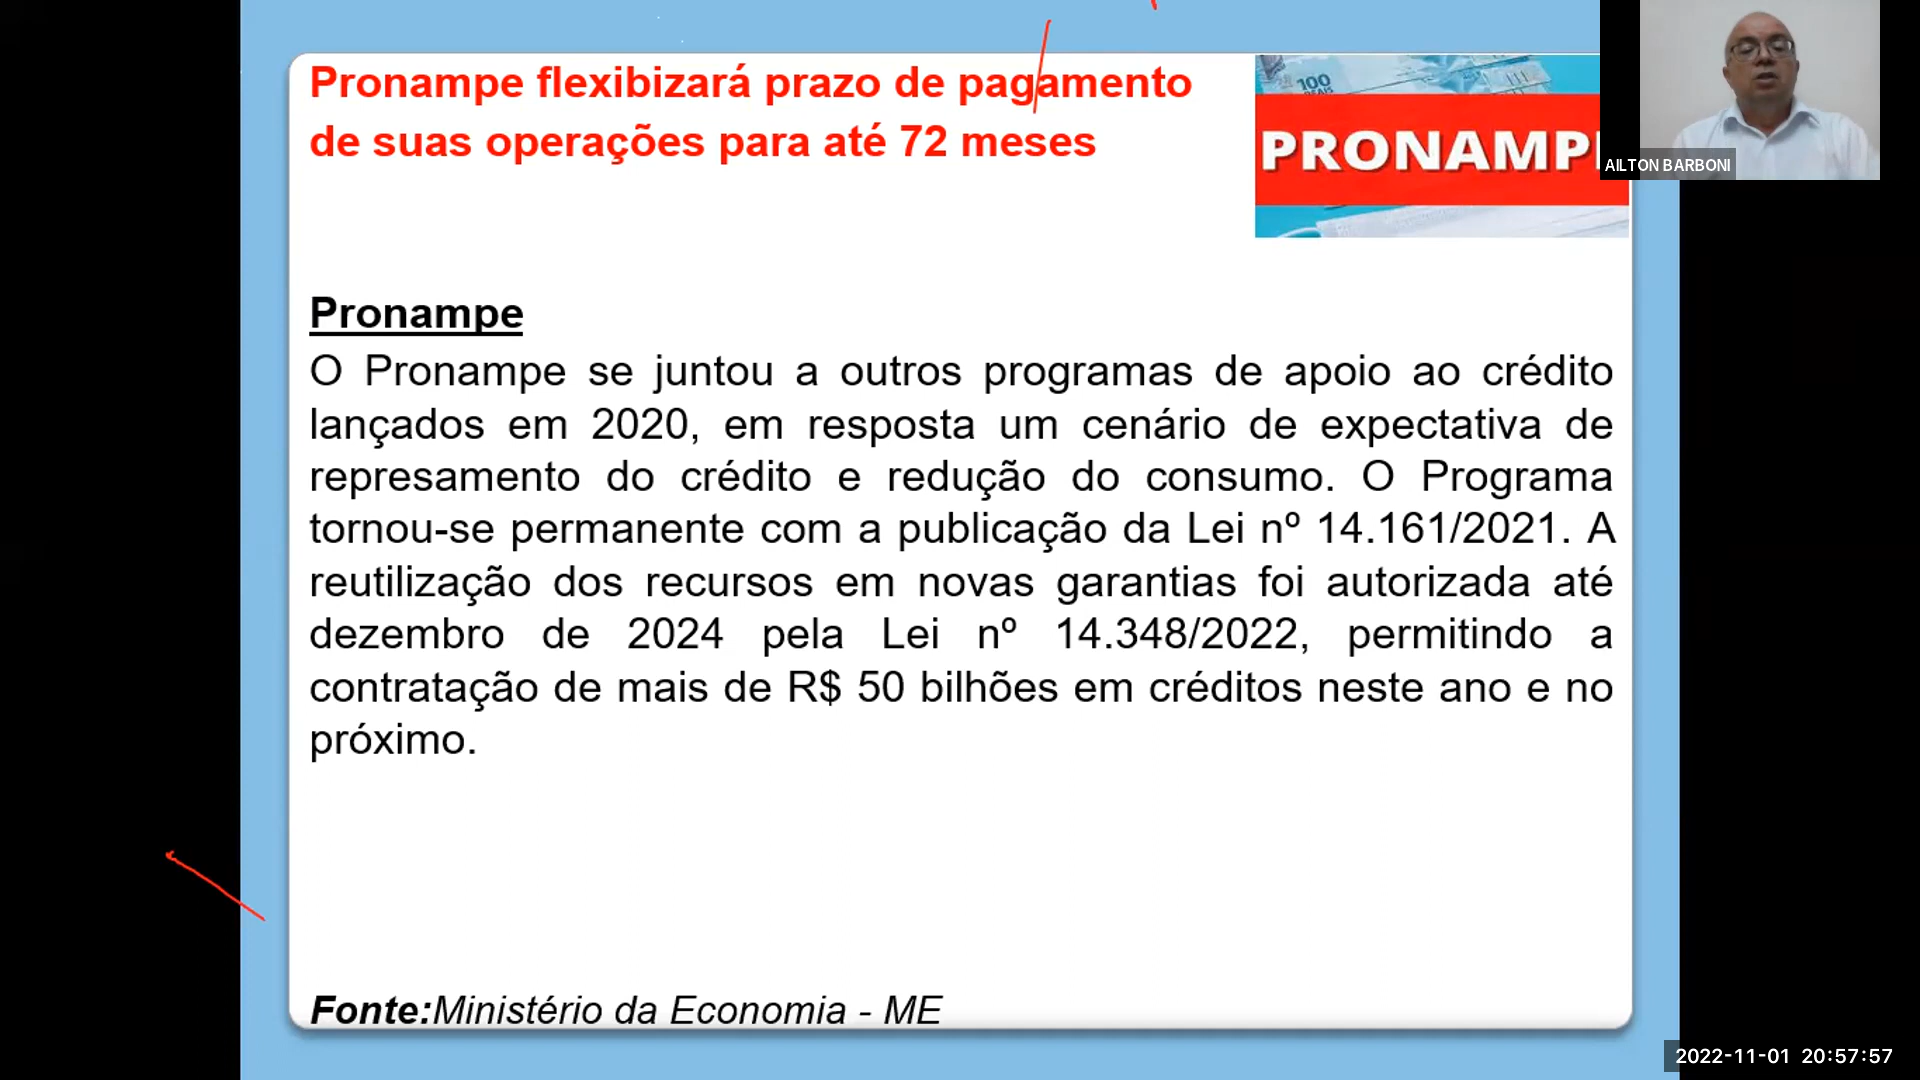 Pronampe flexibizará prazo de pagamento
de suas operações para até 72 meses
100
REAIS
PRONAMP
AILTON BARBONI
Pronampe
O Pronampe se juntou a outros programas de apoio ao crédito
lançados em 2020, em resposta um cenário de expectativa de
represamento do crédito e redução do consumo. O Programa
tornou-se permanente com a publicação da Lei nº 14.161/2021. A
reutilização dos recursos em novas garantias foi autorizada até
dezembro de 2024 pela Lei nº 14.348/2022, permitindo a
contratação de mais de R$ 50 bilhões em créditos neste ano e no
próximo.
Fonte:Ministério da Economia - ME
2022-11-01 20:57:57